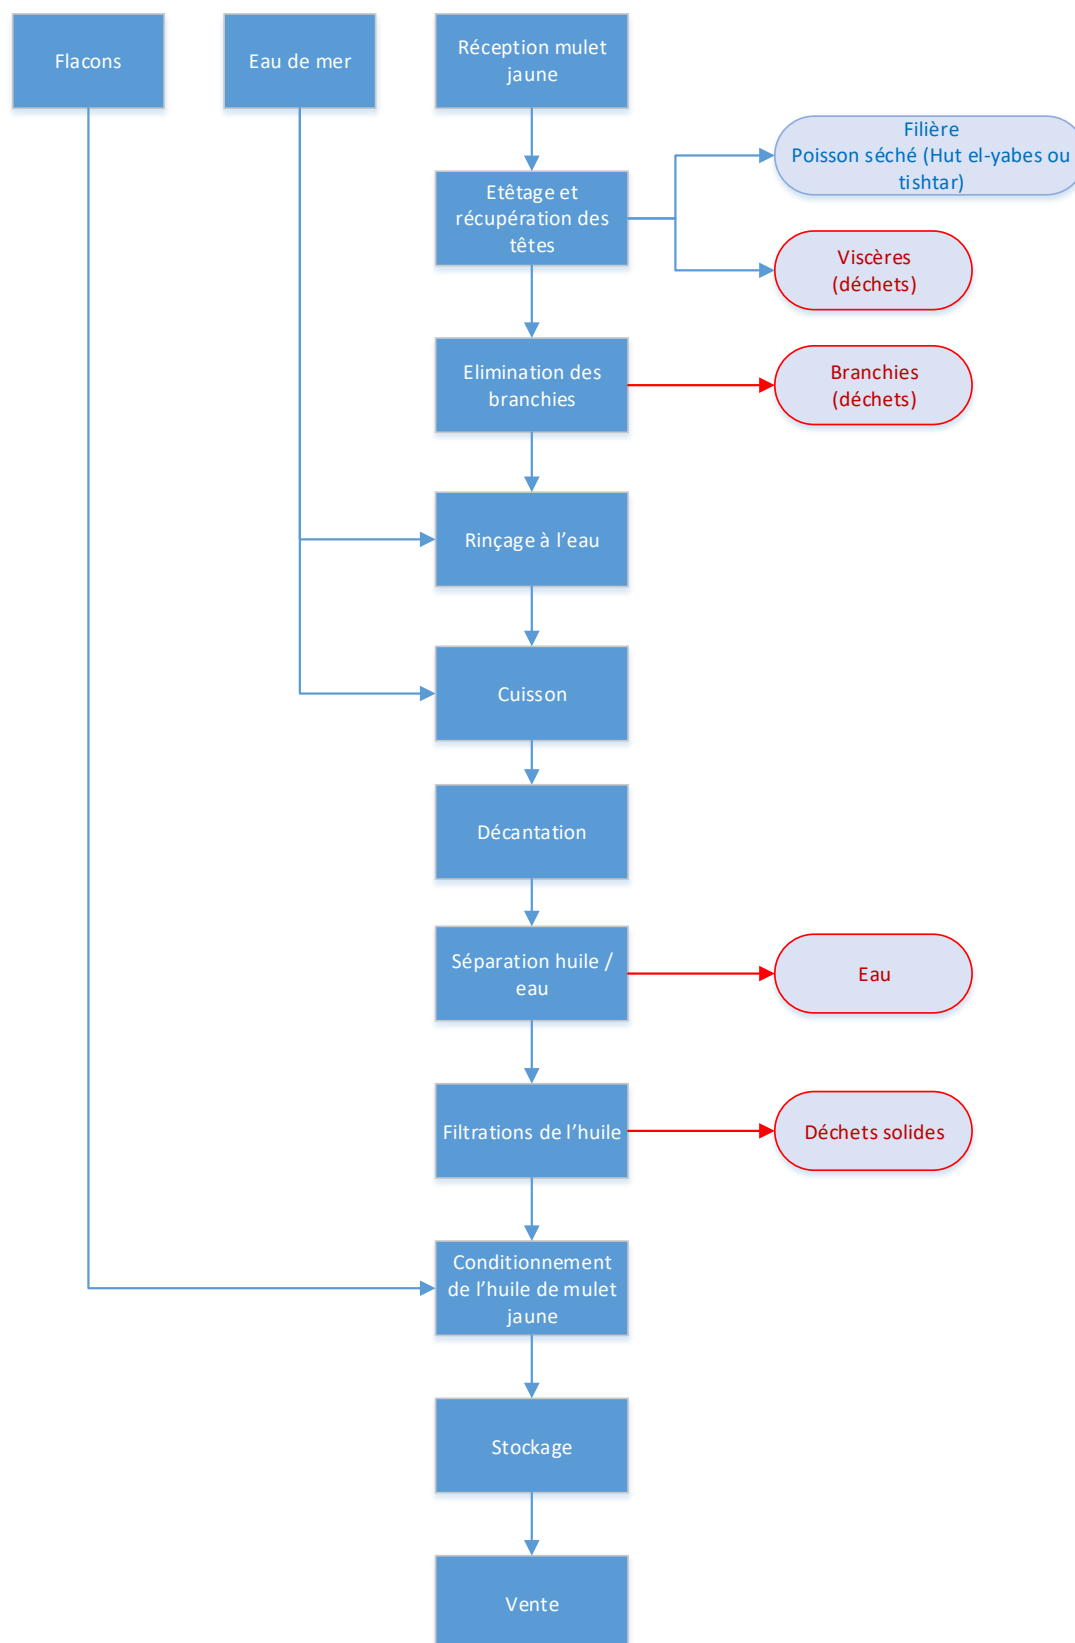 Flacons
Eau de mer
Réception mulet
jaune
Filière
Poisson séché (Hut el-yabes ou
tishtar)
Etêtage et
récupération des
têtes
Viscères
(déchets)
Elimination des
branchies
Branchies
(déchets)
Rinçage à l’eau
Cuisson
Décantation
Séparation huile /
eau
Eau
Filtrations de l’huile
Déchets solides
Conditionnement
de l’huile de mulet
jaune
Stockage
Vente